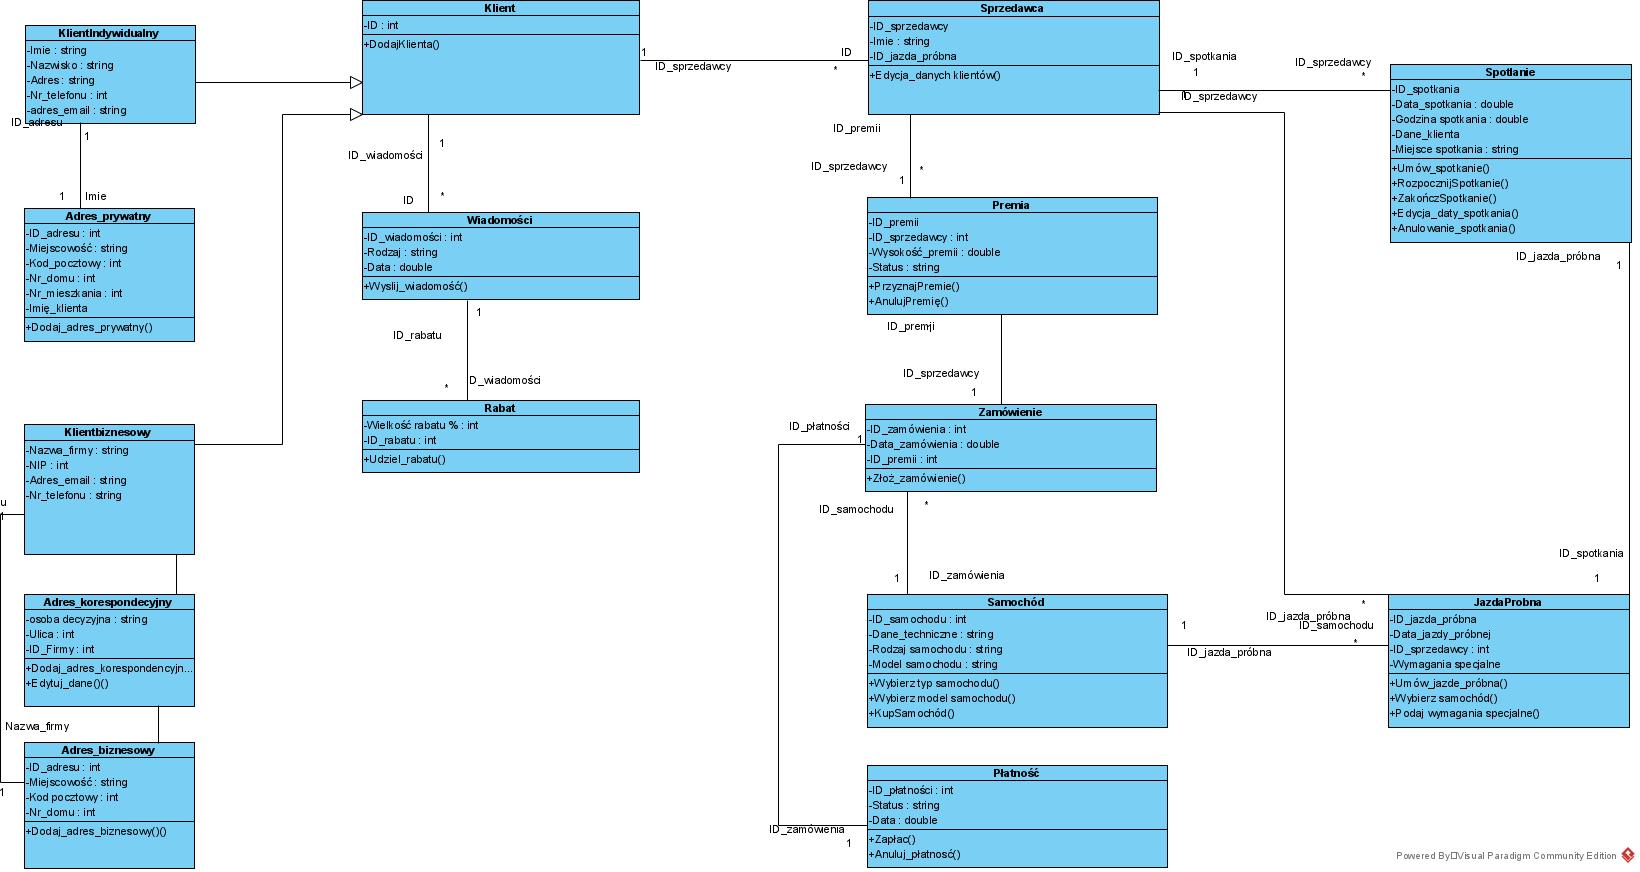 KlientIndywidualny
-Imie : string
-Nazwisko : string
-Adres : string
-Nr_telefonu : int
-adres_email : string
ID_adresu
1
1
Imie
Adres_prywatny
-ID_adresu : int
-Miejscowość : string
-Kod_pocztowy : int
-Nr_domu : int
-Nr_mieszkania : int
-Imię_klienta
+Dodaj_adres_prywatny()
Klientbiznesowy
-Nazwa_firmy : string
-NIP : int
-Adres_email : string
-Nr_telefonu : string
u
1
Adres_korespondecyjny
-osoba decyzyjna : string
-Ulica : int
-ID_Firmy : int
+Dodaj_adres_korespondencyjn...
+Edytuj_dane()()
Nazwa_firmy
1
Adres_biznesowy
-ID_adresu : int
-Miejscowość : string
-Kod pocztowy : int
-Nr_domu : int
+Dodaj_adres_biznesowy()()
Klient
-ID : int
+DodajKlienta()
1
ID_sprzedawcy
ID
*
1
ID_wiadomości
ID
*
Wiadomości
-ID_wiadomości : int
-Rodzaj : string
-Data : double
+Wyslij_wiadomość()
1
ID_rabatu
*
D_wiadomości
Rabat
-Wielkość rabatu % : int
-ID_rabatu : int
+Udziel_rabatu()
Sprzedawca
-ID_sprzedawcy
-Imie : string
-ID_jazda_próbna
+Edycja_danych klientów()
ID_spotkania
1
ID_sprzedawcy
*
1
ID_sprzedawcy
ID_premii
ID_sprzedawcy
*
1
Premia
-ID_premii
-ID_sprzedawcy : int
-Wysokość_premii : double
-Status : string
+PrzyznajPremie()
+AnulujPremię()
ID_premji
ID_sprzedawcy
1
Zamówienie
-ID_zamówienia : int
-Data_zamówienia : double
-ID_premii : int
+Złoż_zamówienie()
ID_płatności
1
ID_samochodu
*
1
ID_zamówienia
Samochód
-ID_samochodu : int
-Dane_techniczne : string
-Rodzaj samochodu : string
-Model samochodu : string
+Wybierz typ samochodu()
+Wybierz model samochodu()
+KupSamochód()
1
ID_jazda_próbna
ID_samochodu
*
ID_jazda_próbna
*
Płatność
-ID_płatności : int
-Status : string
-Data : double
+Zapłac()
+Anuluj_płatnosć()
ID_zamówienia
1
Spotlanie
-ID_spotkania
-Data_spotkania : double
-Godzina spotkania : double
-Dane_klienta
-Miejsce spotkania : string
+Umów_spotkanie()
+RozpocznijSpotkanie()
+ZakończSpotkanie()
+Edycja_daty_spotkania()
+Anulowanie_spotkania()
ID_jazda_próbna
1
ID_spotkania
1
JazdaProbna
-ID_jazda_próbna
-Data_jazdy_próbnej
-ID_sprzedawcy : int
-Wymagania specjalne
+Umów_jazde_próbna()
+Wybierz samochód()
+Podaj wymagania specjalne()
Powered By Visual Paradigm Community Edition